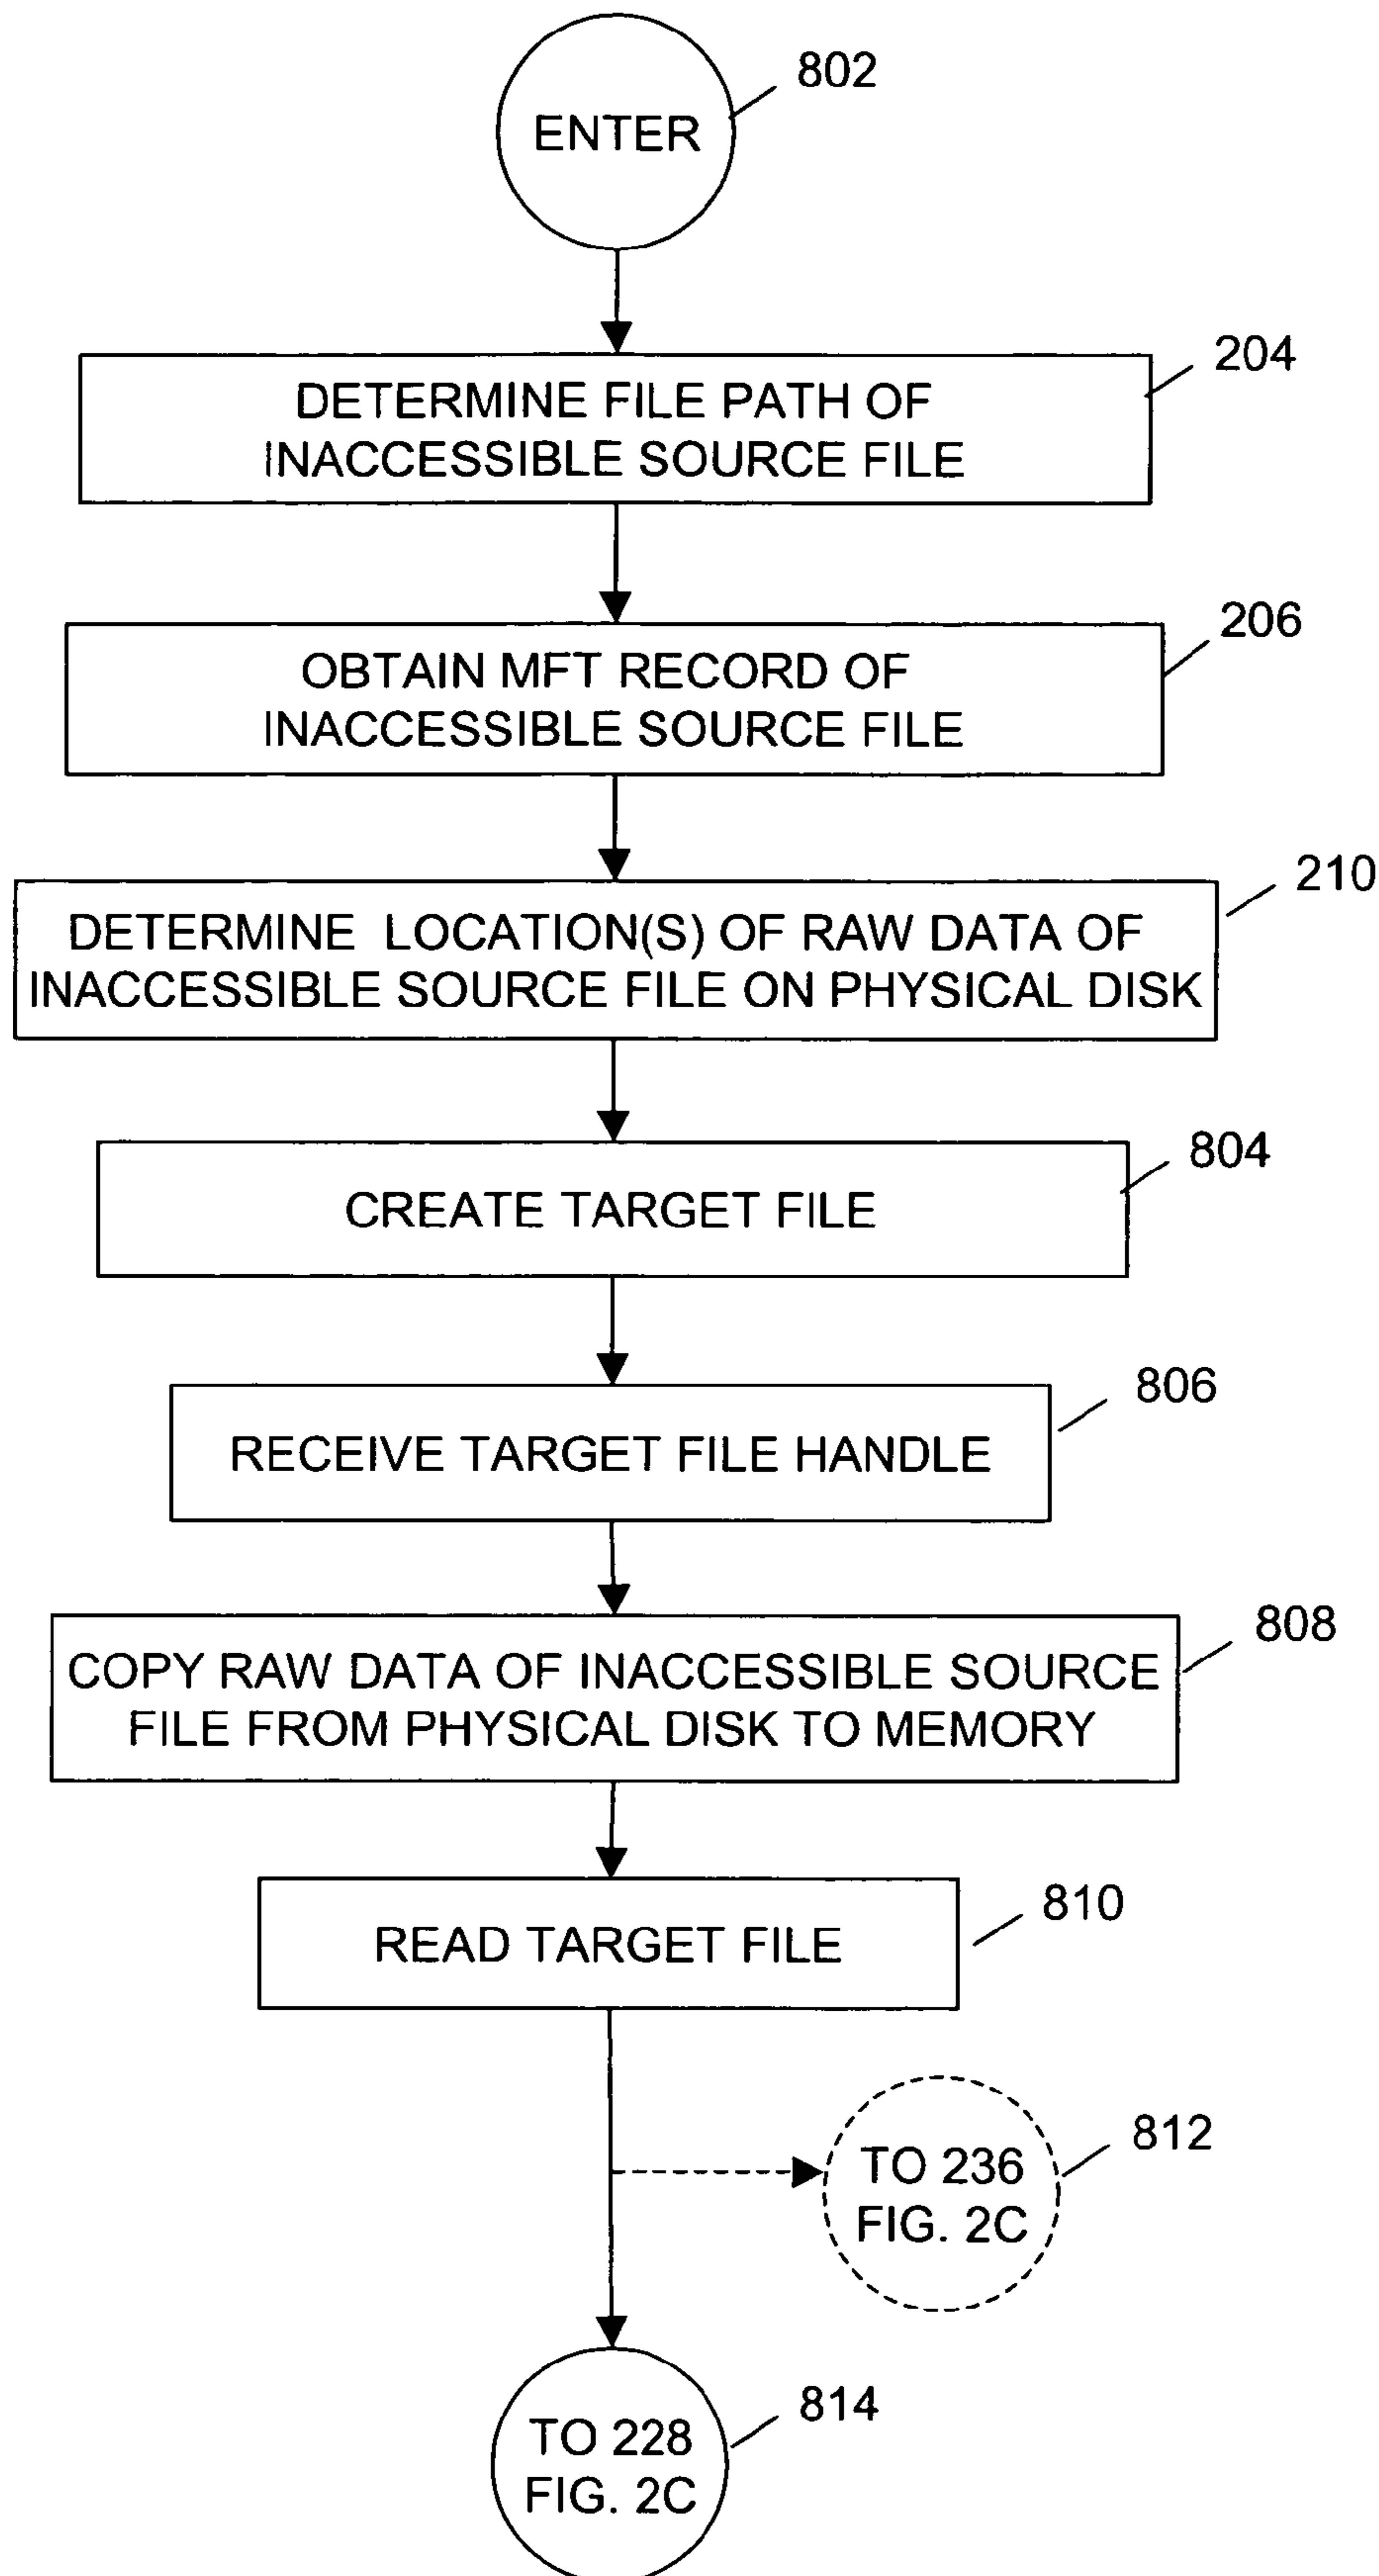 802
ENTER
204
DETERMINE FILE PATH OF
INACCESSIBLE SOURCE FILE
206
OBTAIN MFT RECORD OF
INACCESSIBLE SOURCE FILE
210
DETERMINE LOCATION(S) OF RAW DATA OF
INACCESSIBLE SOURCE FILE ON PHYSICAL DISK
804
CREATE TARGET FILE
806
RECEIVE TARGET FILE HANDLE
808
COPY RAW DATA OF INACCESSIBLE SOURCE
FILE FROM PHYSICAL DISK TO MEMORY
810
READ TARGET FILE
812
TO 236
FIG. 2C
814
TO 228
FIG. 2C